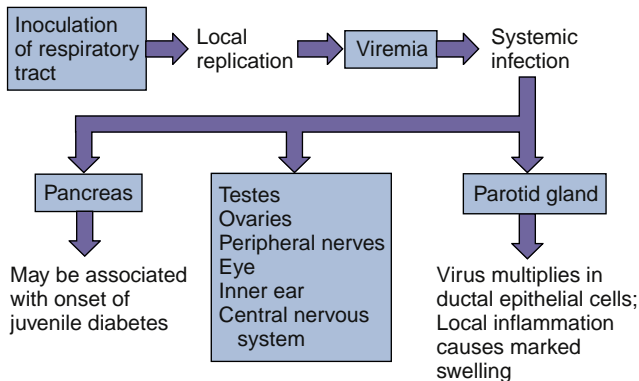 Inoculation
of respiratory
tract
Local
replication
Viremia
Systemic
infection
Pancreas
Testes
Ovaries
Peripheral nerves
Eye
Inner ear
Central nervous
system
Parotid gland
May be associated
with onset of
juvenile diabetes
Virus multiplies in
ductal epithelial cells;
Local inflammation
causes marked
swelling